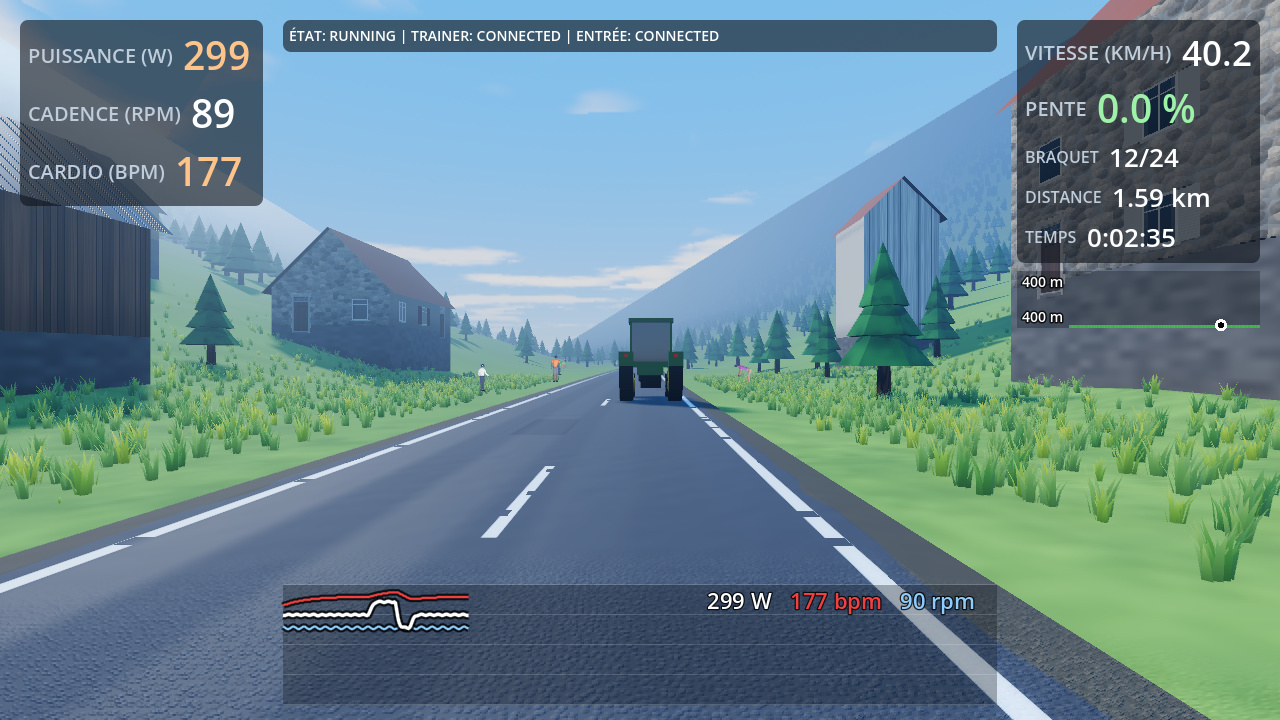 PUISSANCE (W) 299
CADENCE (RPM) 89
CARDIO (BPM) 177
ÉTAT: RUNNING | TRAINER: CONNECTED | ENTRÉE: CONNECTED
VITESSE (KM/H) 40.2
PENTE 0.0 %
BRAQUET 12/24
DISTANCE 1.59 km
TEMPS 0:02:35
400 m
400 m
299 W 177 bpm 90 rpm